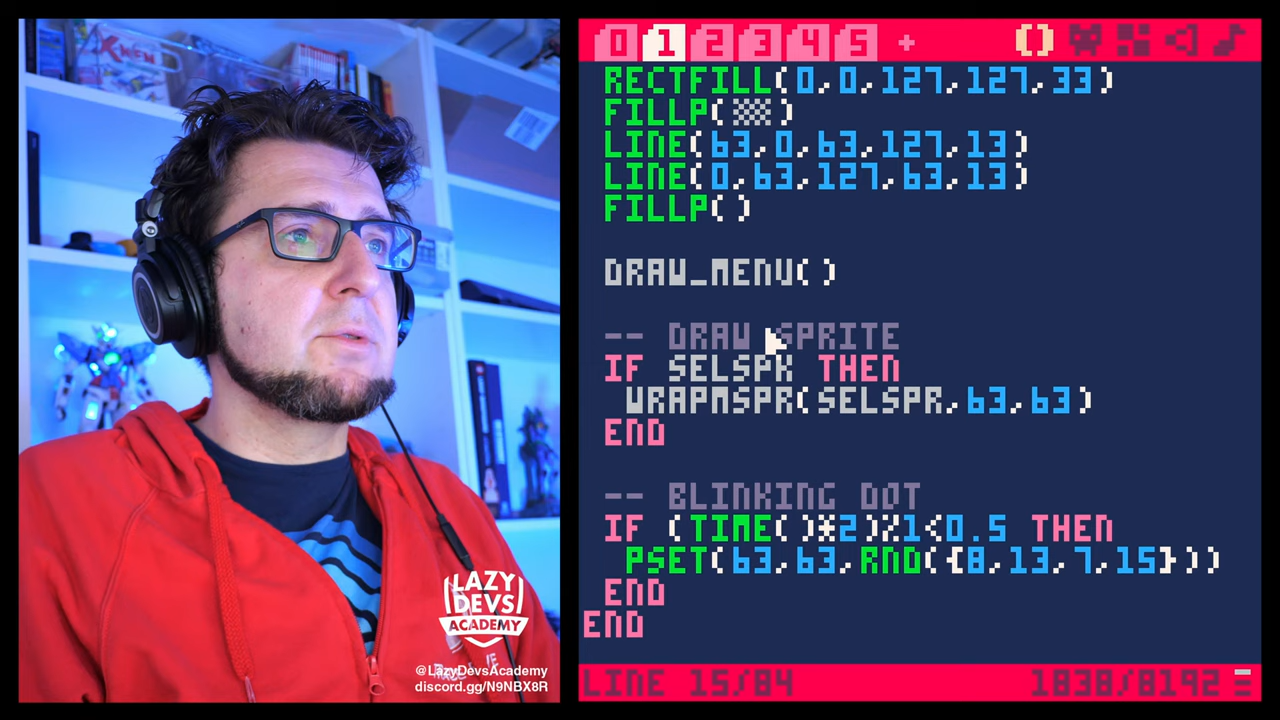 X-MEN
LAZY
DEVS
ACADEMY
@LazyDevsAcademy
discord.gg/N9NBX8R
0 1 2 3 4 5 +
RECTFILL(0,0,127,127,33)
FILLP(░)
LINE(63,0,63,127,13)
LINE(0,63,127,63,13)
FILLP()
DRAW_MENU()
-- DRAW SPRITE
IF SELSPR THEN
WRAPMSPR(SELSPR,63,63)
END
-- BLINKING DOT
IF (TIME()*2)%1<0.5 THEN
PSET(63,63,RND({8,13,7,15}))
END
END
LINE 15/84
1838/8192